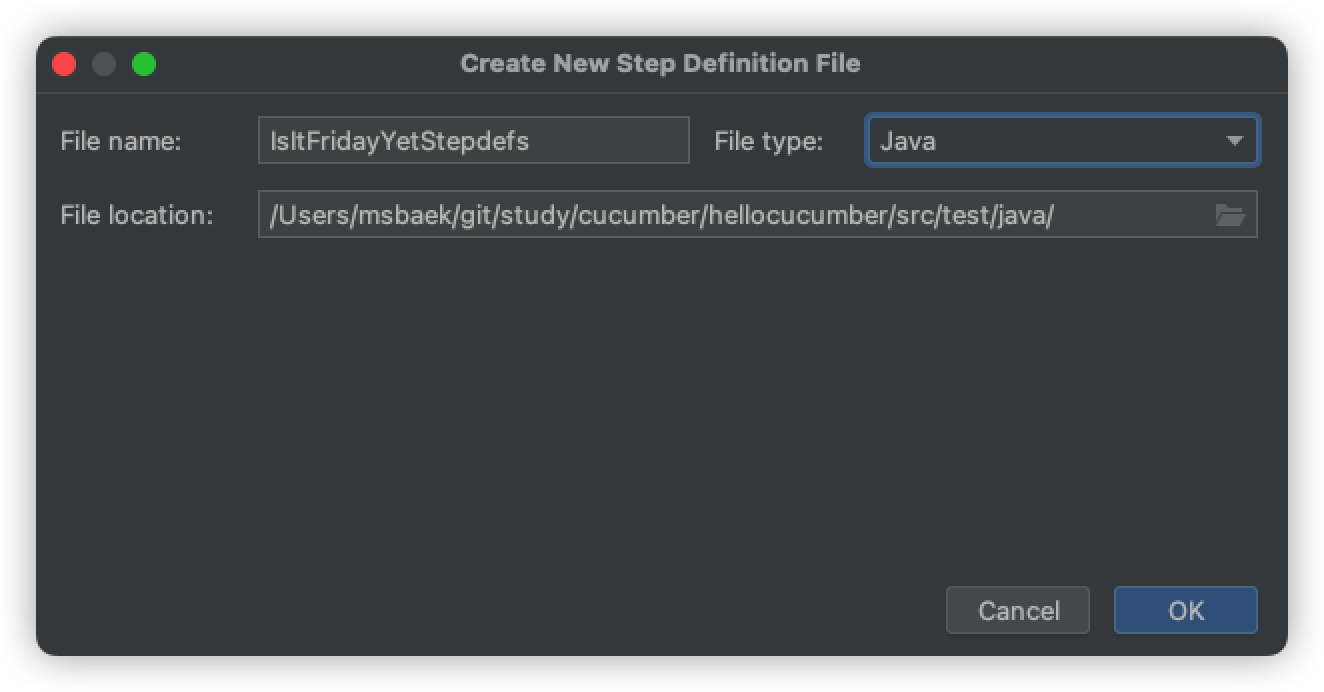 Create New Step Definition File
File name: IsItFridayYetStepdefs File type: Java
File location: /Users/msbaek/git/study/cucumber/hellocucumber/src/test/java/
Cancel OK